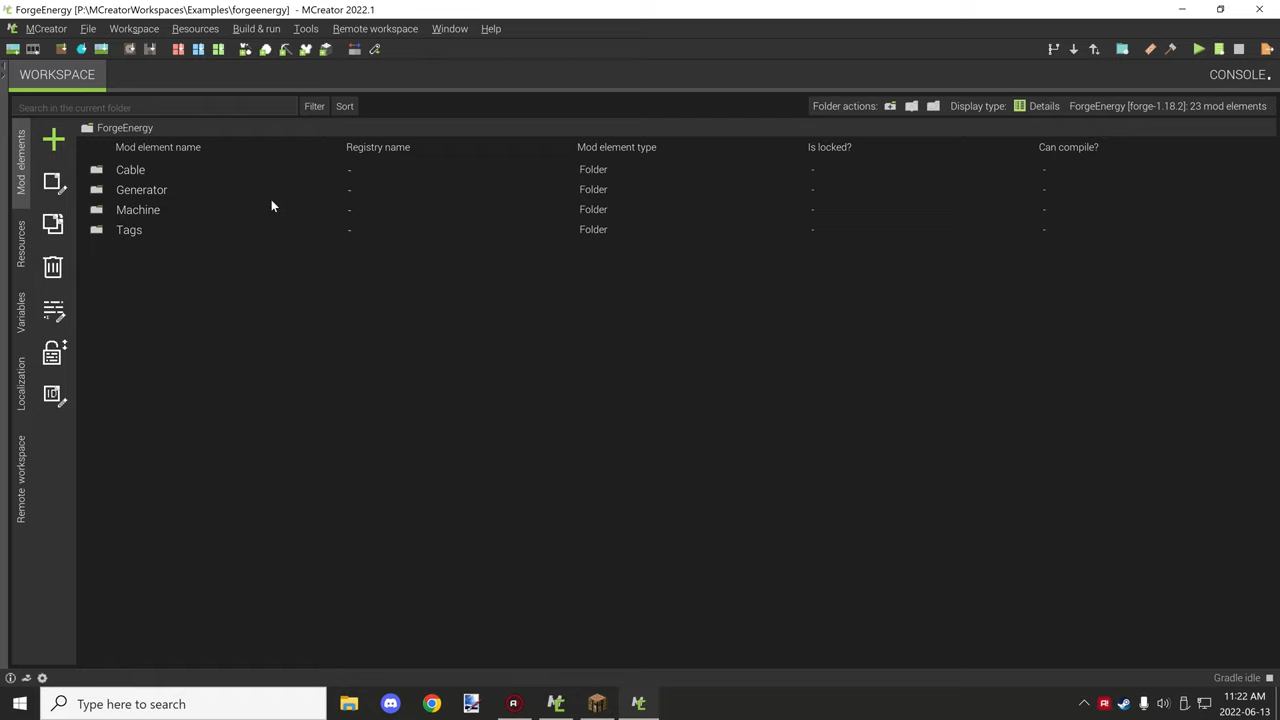 ForgeEnergy [P:\MCreatorWorkspaces\Examples\forgeenergy] - MCreator 2022.1
MCreator File Workspace Resources Build & run Tools Remote workspace Window Help
WORKSPACE
CONSOLE
Search in the current folder
Filter
Sort
Folder actions:
Display type:
Details
ForgeEnergy [forge-1.18.2]: 23 mod elements
ForgeEnergy
Mod element name Registry name Mod element type Is locked? Can compile?
Cable - Folder - -
Generator - Folder - -
Machine - Folder - -
Tags - Folder - -
Mod elements
Resources
Variables
Localization
Remote workspace
ID
Gradle idle
Type here to search
11:22 AM
2022-06-13